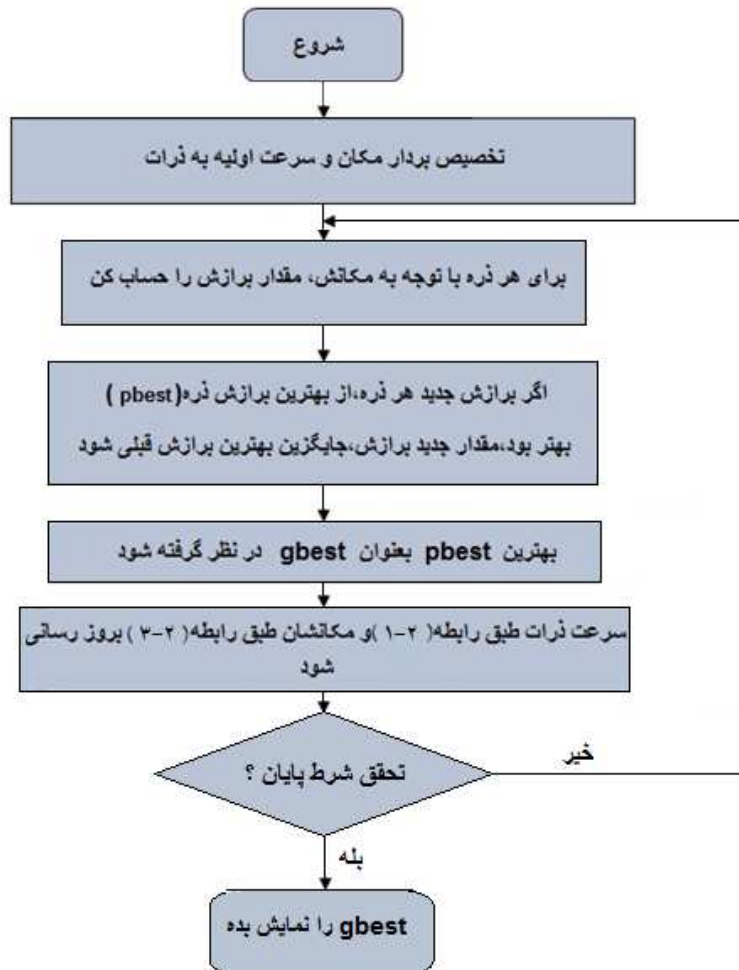 شروع
تخصیص بردار مکان و سرعت اولیه به ذرات
برای هر ذره با توجه به مکانش، مقدار برازش را حساب کن
اگر برازش جدید هر ذره،از بهترین برازش ذره(pbest )
بهتر بود،مقدار جدید برازش،جایگزین بهترین برازش قبلی شود
بهترین pbest بعنوان gbest در نظر گرفته شود
سرعت ذرات طبق رابطه( ۲-۱ )و مکانشان طبق رابطه( ۲-۳ ) بروز رسانی
شود
تحقق شرط پایان ؟
خیر
بله
gbest را نمایش بده